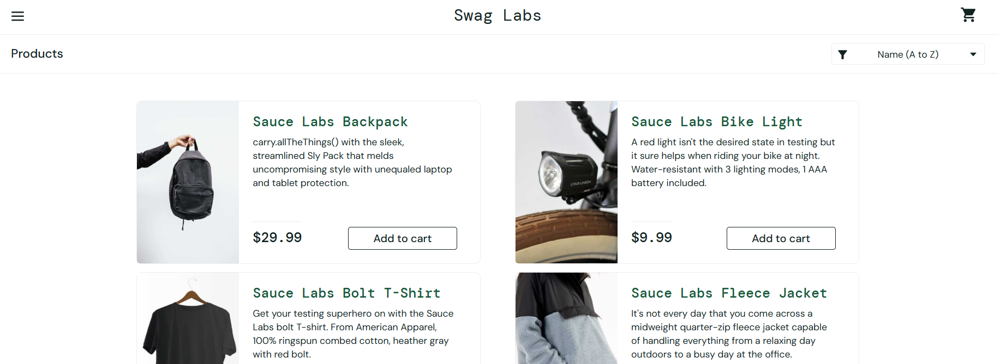 Swag Labs
Products
Name (A to Z)
Sauce Labs Backpack
carry.allTheThings() with the sleek,
streamlined Sly Pack that melds
uncompromising style with unequaled laptop
and tablet protection.
$29.99
Add to cart
Sauce Labs Bike Light
A red light isn't the desired state in testing but
it sure helps when riding your bike at night.
Water-resistant with 3 lighting modes, 1 AAA
battery included.
STAR UNION
$9.99
Add to cart
Sauce Labs Bolt T-Shirt
Get your testing superhero on with the Sauce
Labs bolt T-shirt. From American Apparel,
100% ringspun combed cotton, heather gray
with red bolt.
Sauce Labs Fleece Jacket
It's not every day that you come across a
midweight quarter-zip fleece jacket capable
of handling everything from a relaxing day
outdoors to a busy day at the office.